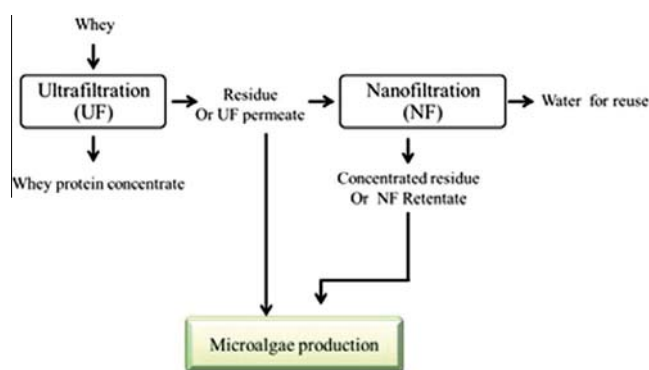 Whey
Ultrafiltration
(UF)
Residue
Or UF permeate
Nanofiltration
(NF)
Water for reuse
Whey protein concentrate
Concentrated residue
Or NF Retentate
Microalgae production